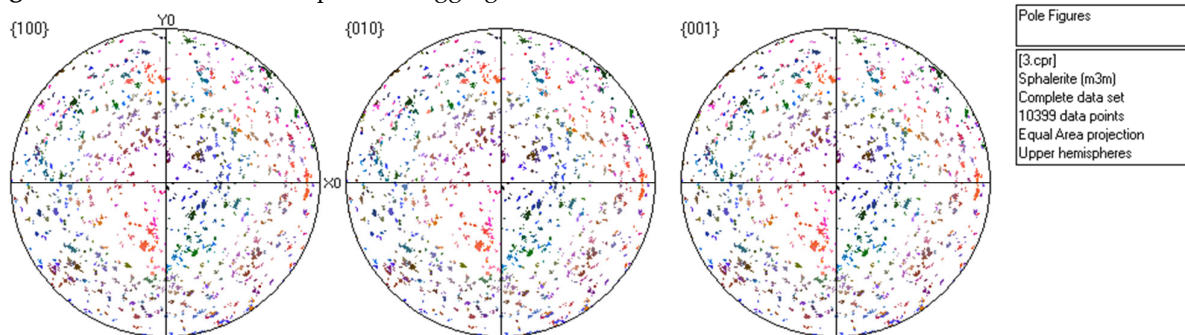 {100}
Y0
X0
{010}
{001}
Pole Figures
[3.cpr]
Sphalerite (m3m)
Complete data set
10399 data points
Equal Area projection
Upper hemispheres